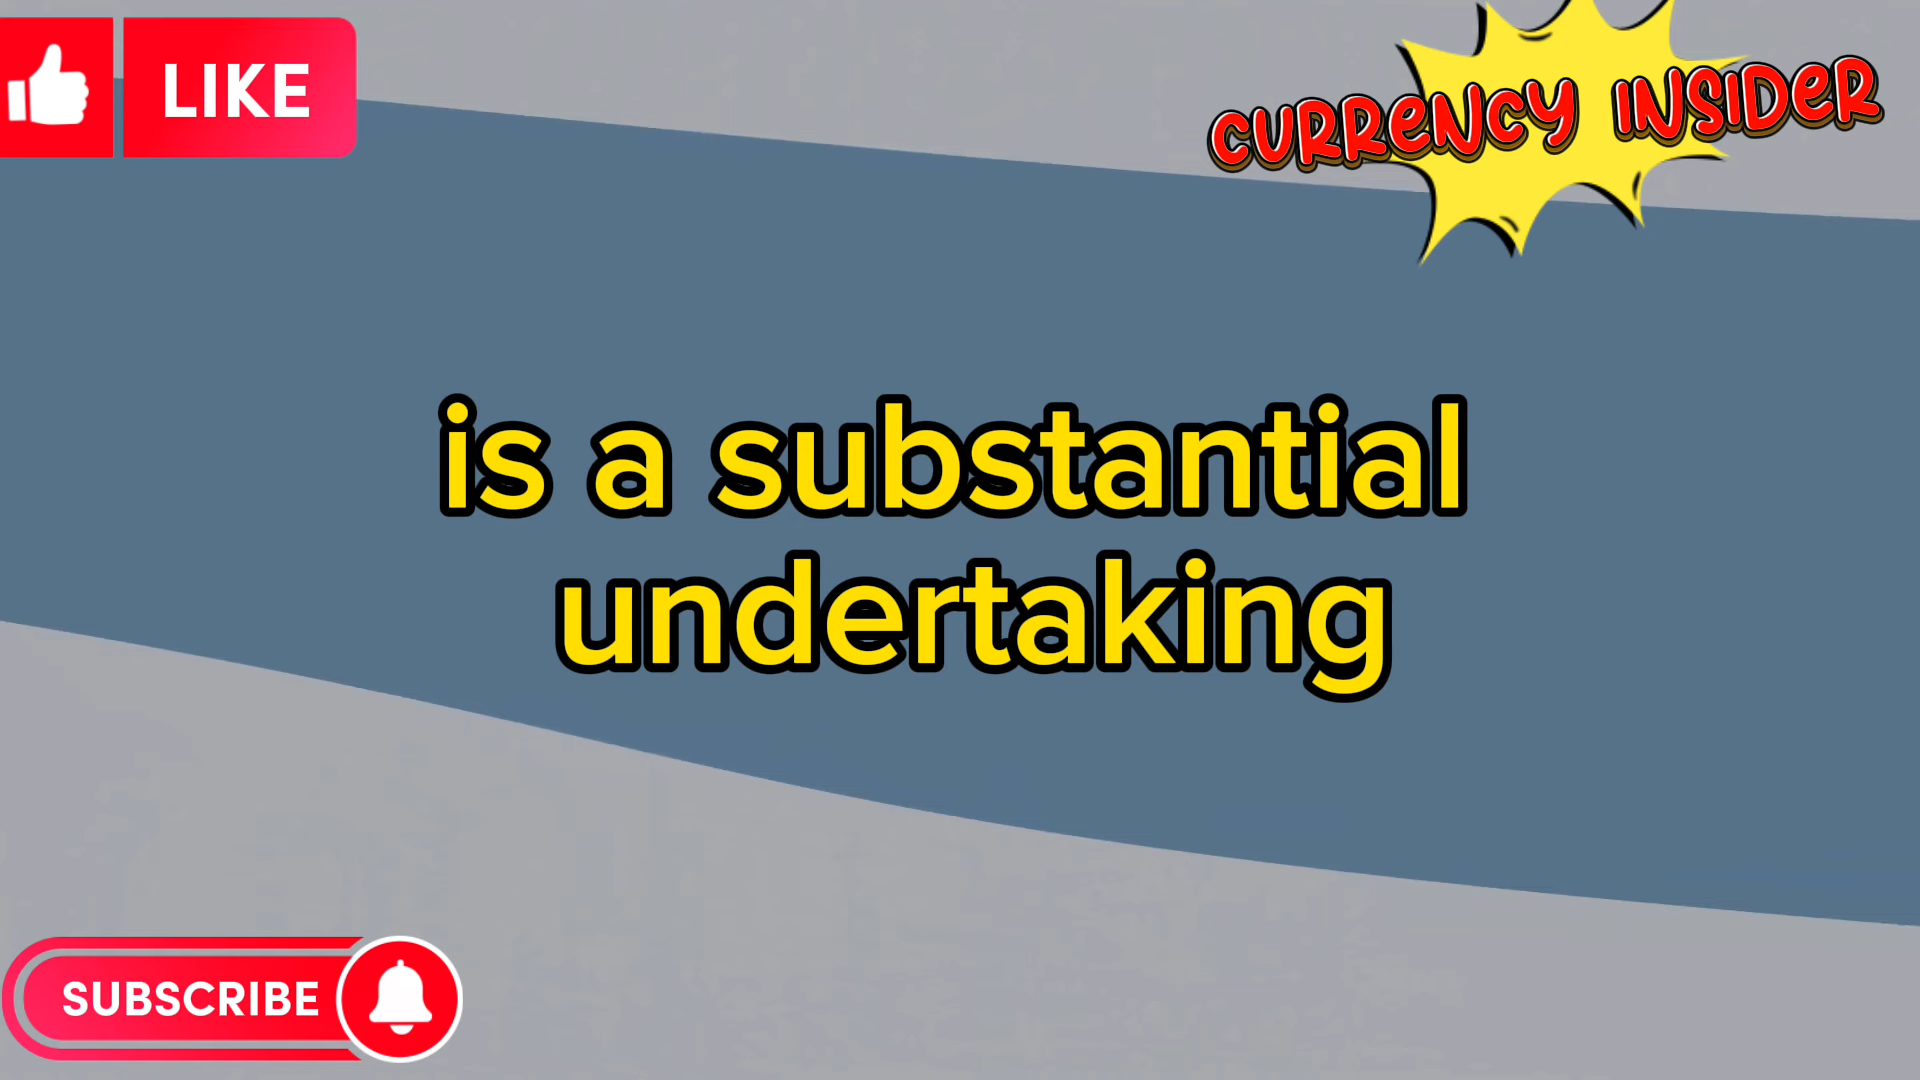 LIKE
CURRENCY INSIDER
is a substantial
undertaking
SUBSCRIBE